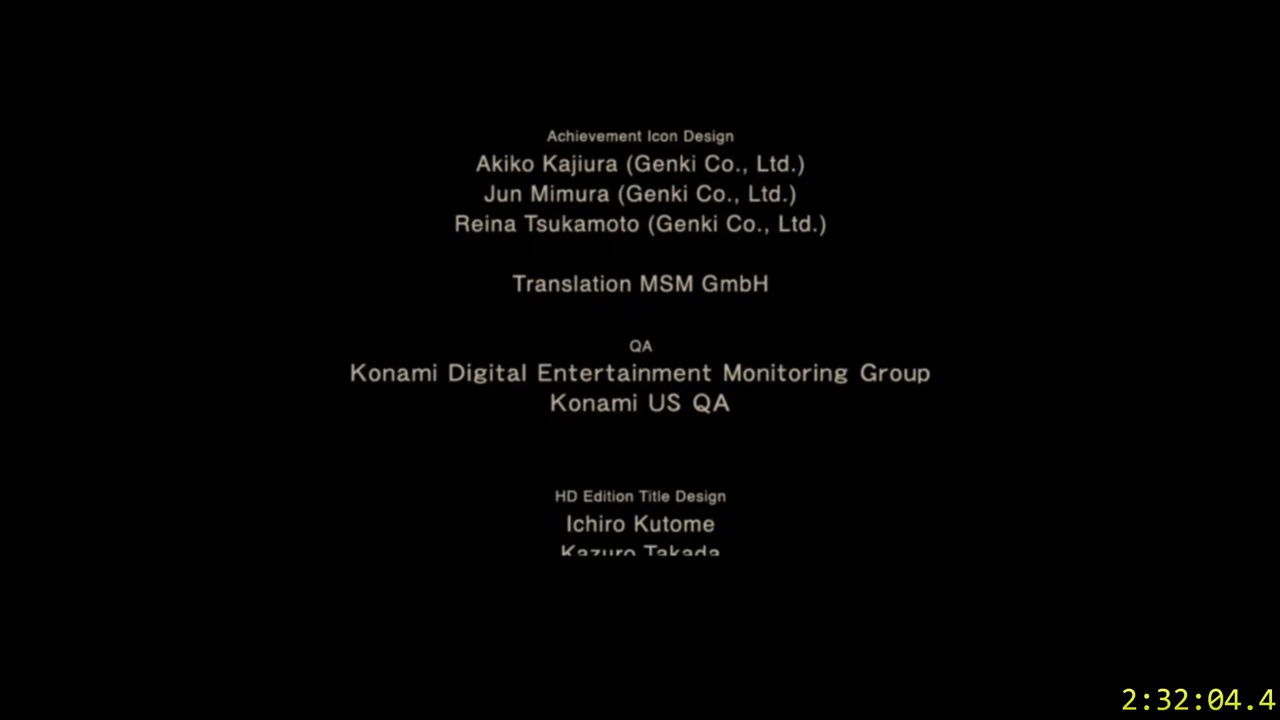 Achievement Icon Design
Akiko Kajiura (Genki Co., Ltd.)
Jun Mimura (Genki Co., Ltd.)
Reina Tsukamoto (Genki Co., Ltd.)
Translation MSM GmbH
QA
Konami Digital Entertainment Monitoring Group
Konami US QA
HD Edition Title Design
Ichiro Kutome
Kazuro Takada
2:32:04.4